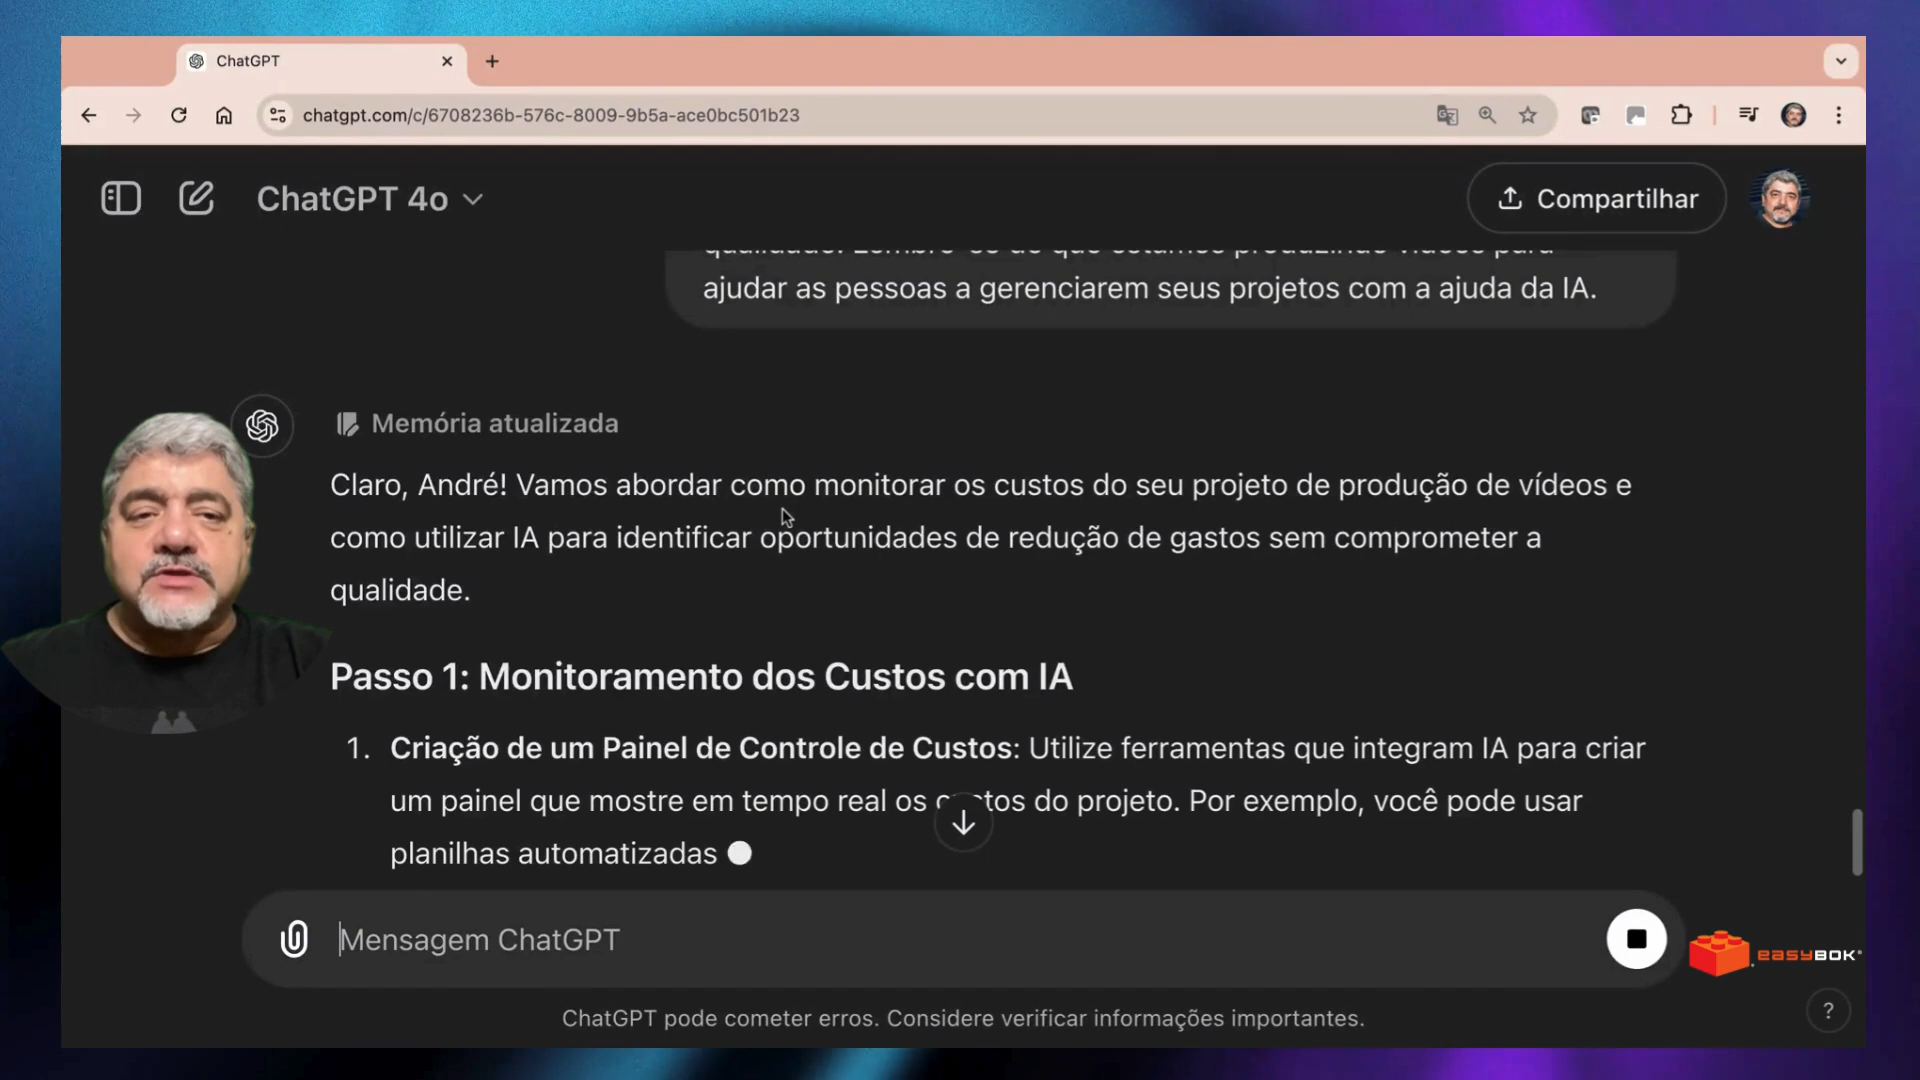 ChatGPT
chatgpt.com/c/6708236b-576c-8009-9b5a-ace0bc501b23
ChatGPT 4o
Compartilhar
ajudar as pessoas a gerenciarem seus projetos com a ajuda da IA.
Memória atualizada
Claro, André! Vamos abordar como monitorar os custos do seu projeto de produção de vídeos e
como utilizar IA para identificar oportunidades de redução de gastos sem comprometer a
qualidade.
Passo 1: Monitoramento dos Custos com IA
1. Criação de um Painel de Controle de Custos: Utilize ferramentas que integram IA para criar
um painel que mostre em tempo real os custos do projeto. Por exemplo, você pode usar
planilhas automatizadas
Mensagem ChatGPT
easyBOK
ChatGPT pode cometer erros. Considere verificar informações importantes.
?